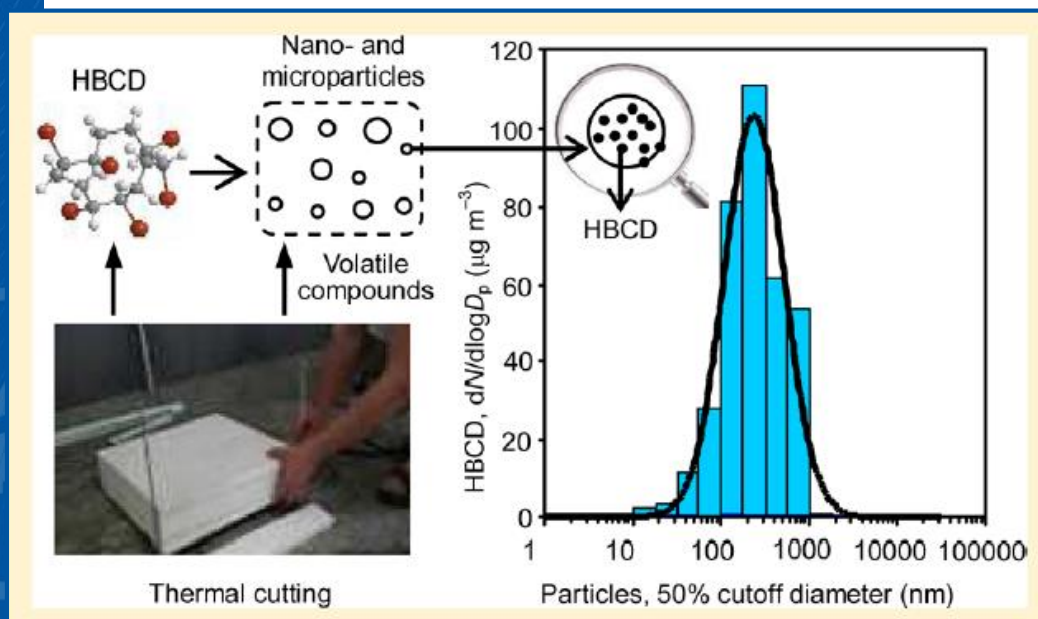 HBCD
Nano- and
microparticles
Volatile
compounds
Thermal cutting
HBCD
HBCD, dN/dlogDp (μg m−3)
120
100
80
60
40
20
0
1 10 100 1000 10000 100000
Particles, 50% cutoff diameter (nm)